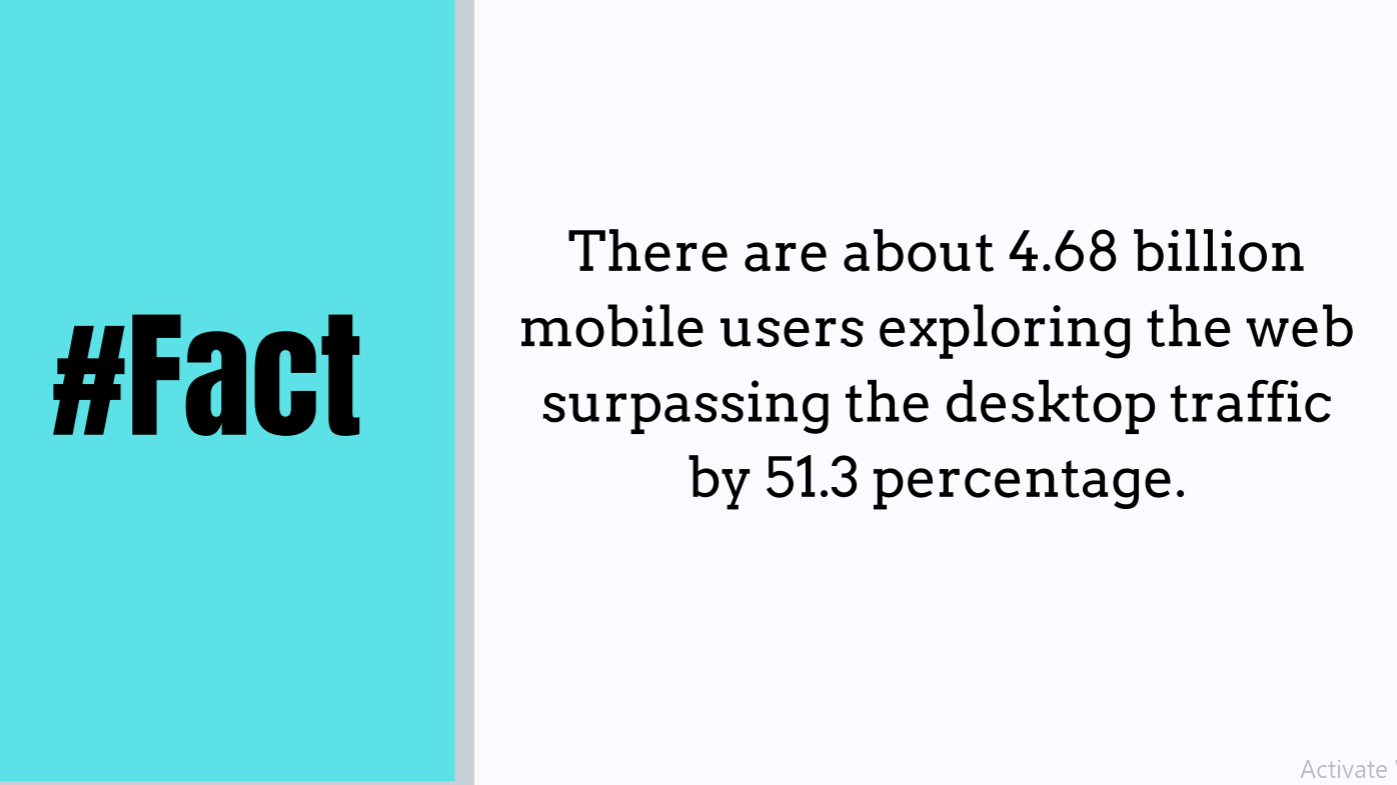 #Fact
There are about 4.68 billion
mobile users exploring the web
surpassing the desktop traffic
by 51.3 percentage.
Activate